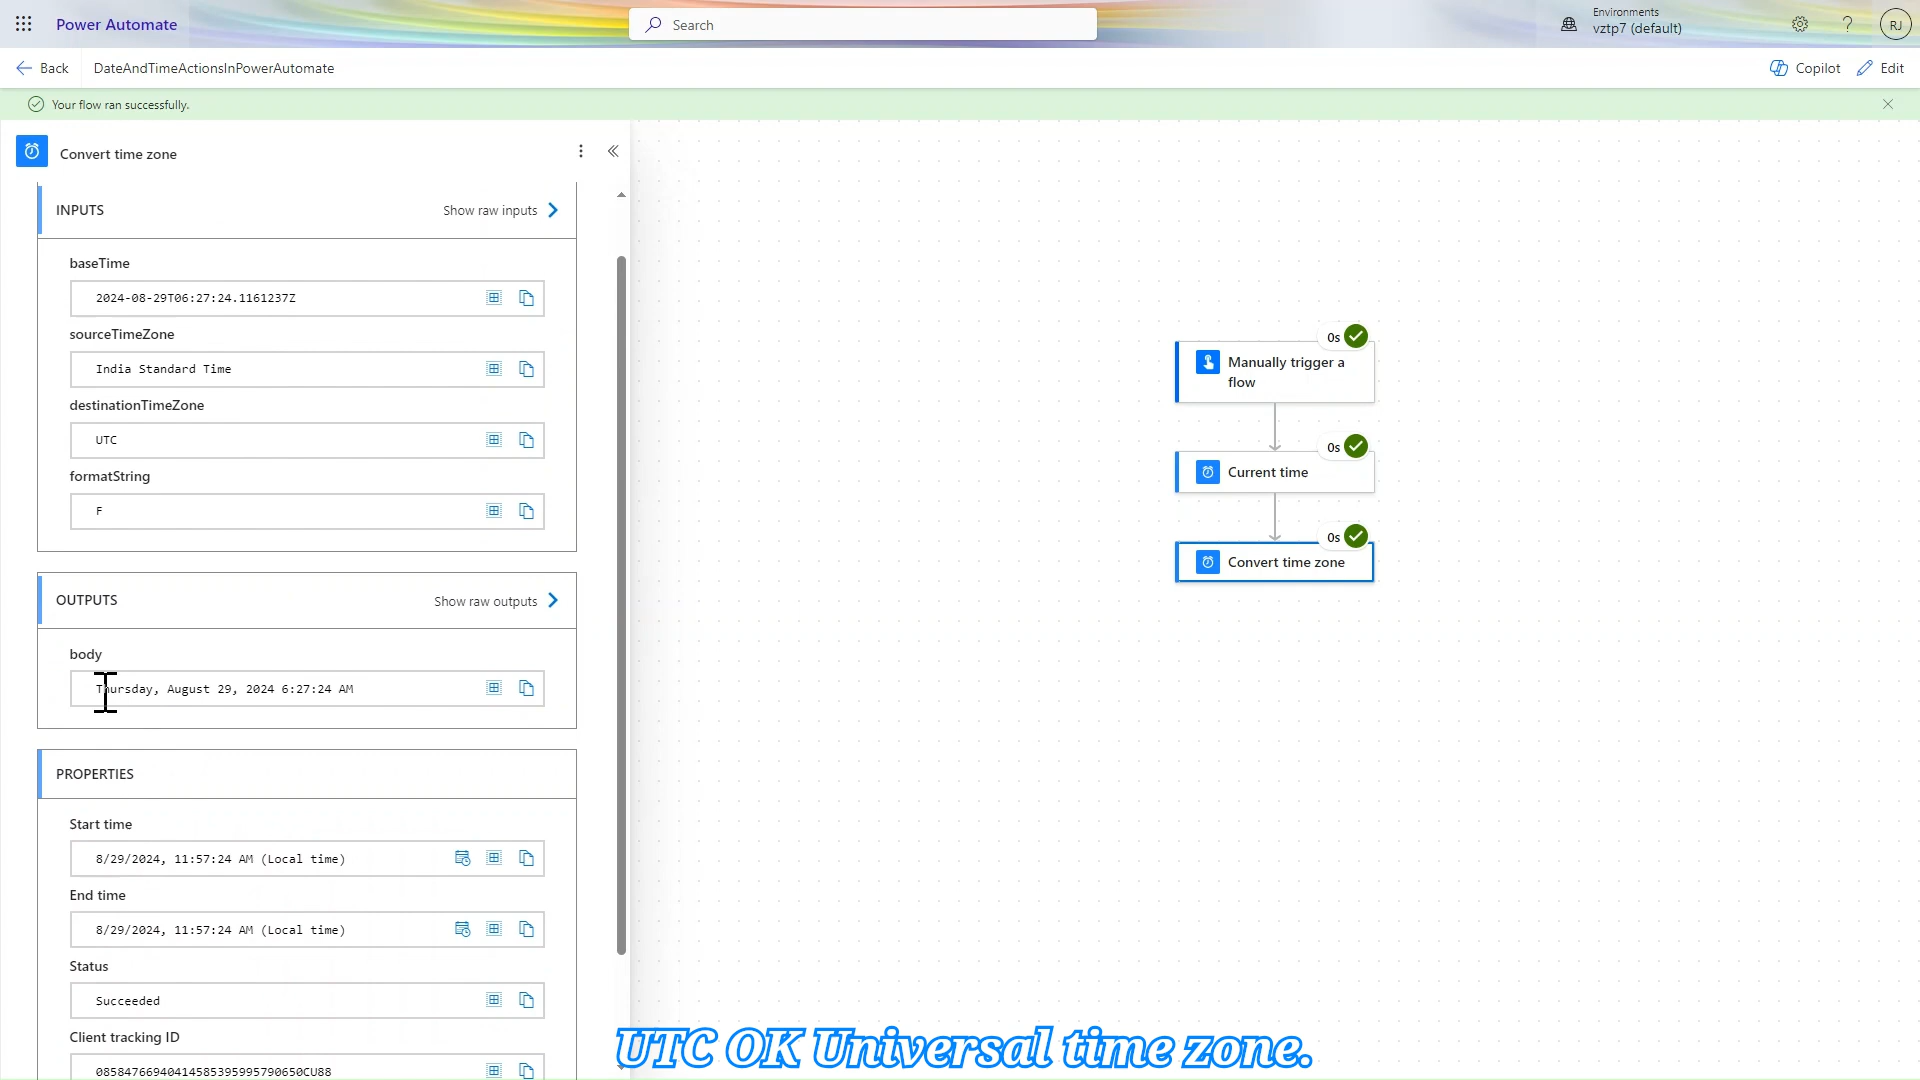 Power Automate
Search
Environments
vztp7 (default)
?
RJ
Back
DateAndTimeActionsInPowerAutomate
Copilot
Edit
Your flow ran successfully.
Convert time zone
INPUTS
Show raw inputs
baseTime
2024-08-29T06:27:24.1161237Z
sourceTimeZone
India Standard Time
destinationTimeZone
UTC
formatString
F
OUTPUTS
Show raw outputs
body
Thursday, August 29, 2024 6:27:24 AM
PROPERTIES
Start time
8/29/2024, 11:57:24 AM (Local time)
End time
8/29/2024, 11:57:24 AM (Local time)
Status
Succeeded
Client tracking ID
08584766940414585395995790650CU88
0s
Manually trigger a
flow
0s
Current time
0s
Convert time zone
UTC OK Universal time zone.